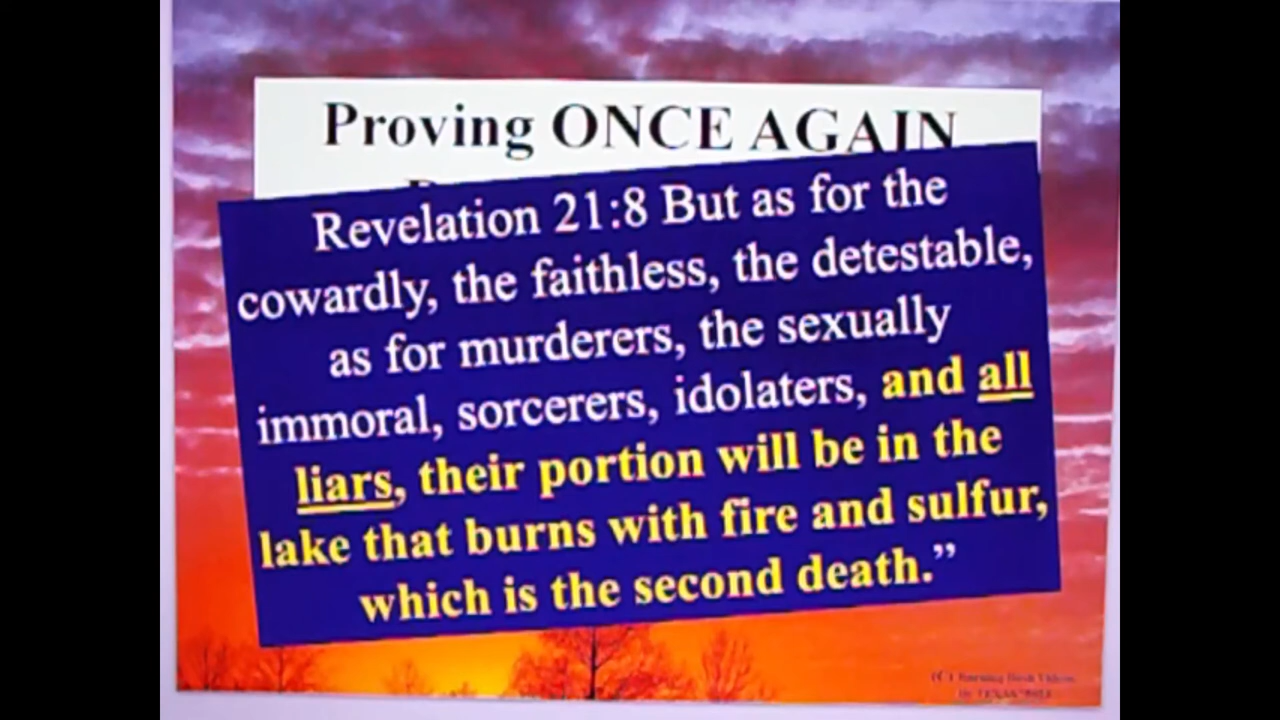 Proving ONCE AGAIN
Revelation 21:8 But as for the
cowardly, the faithless, the detestable,
as for murderers, the sexually
immoral, sorcerers, idolaters, and all
liars, their portion will be in the
lake that burns with fire and sulfur,
which is the second death.”